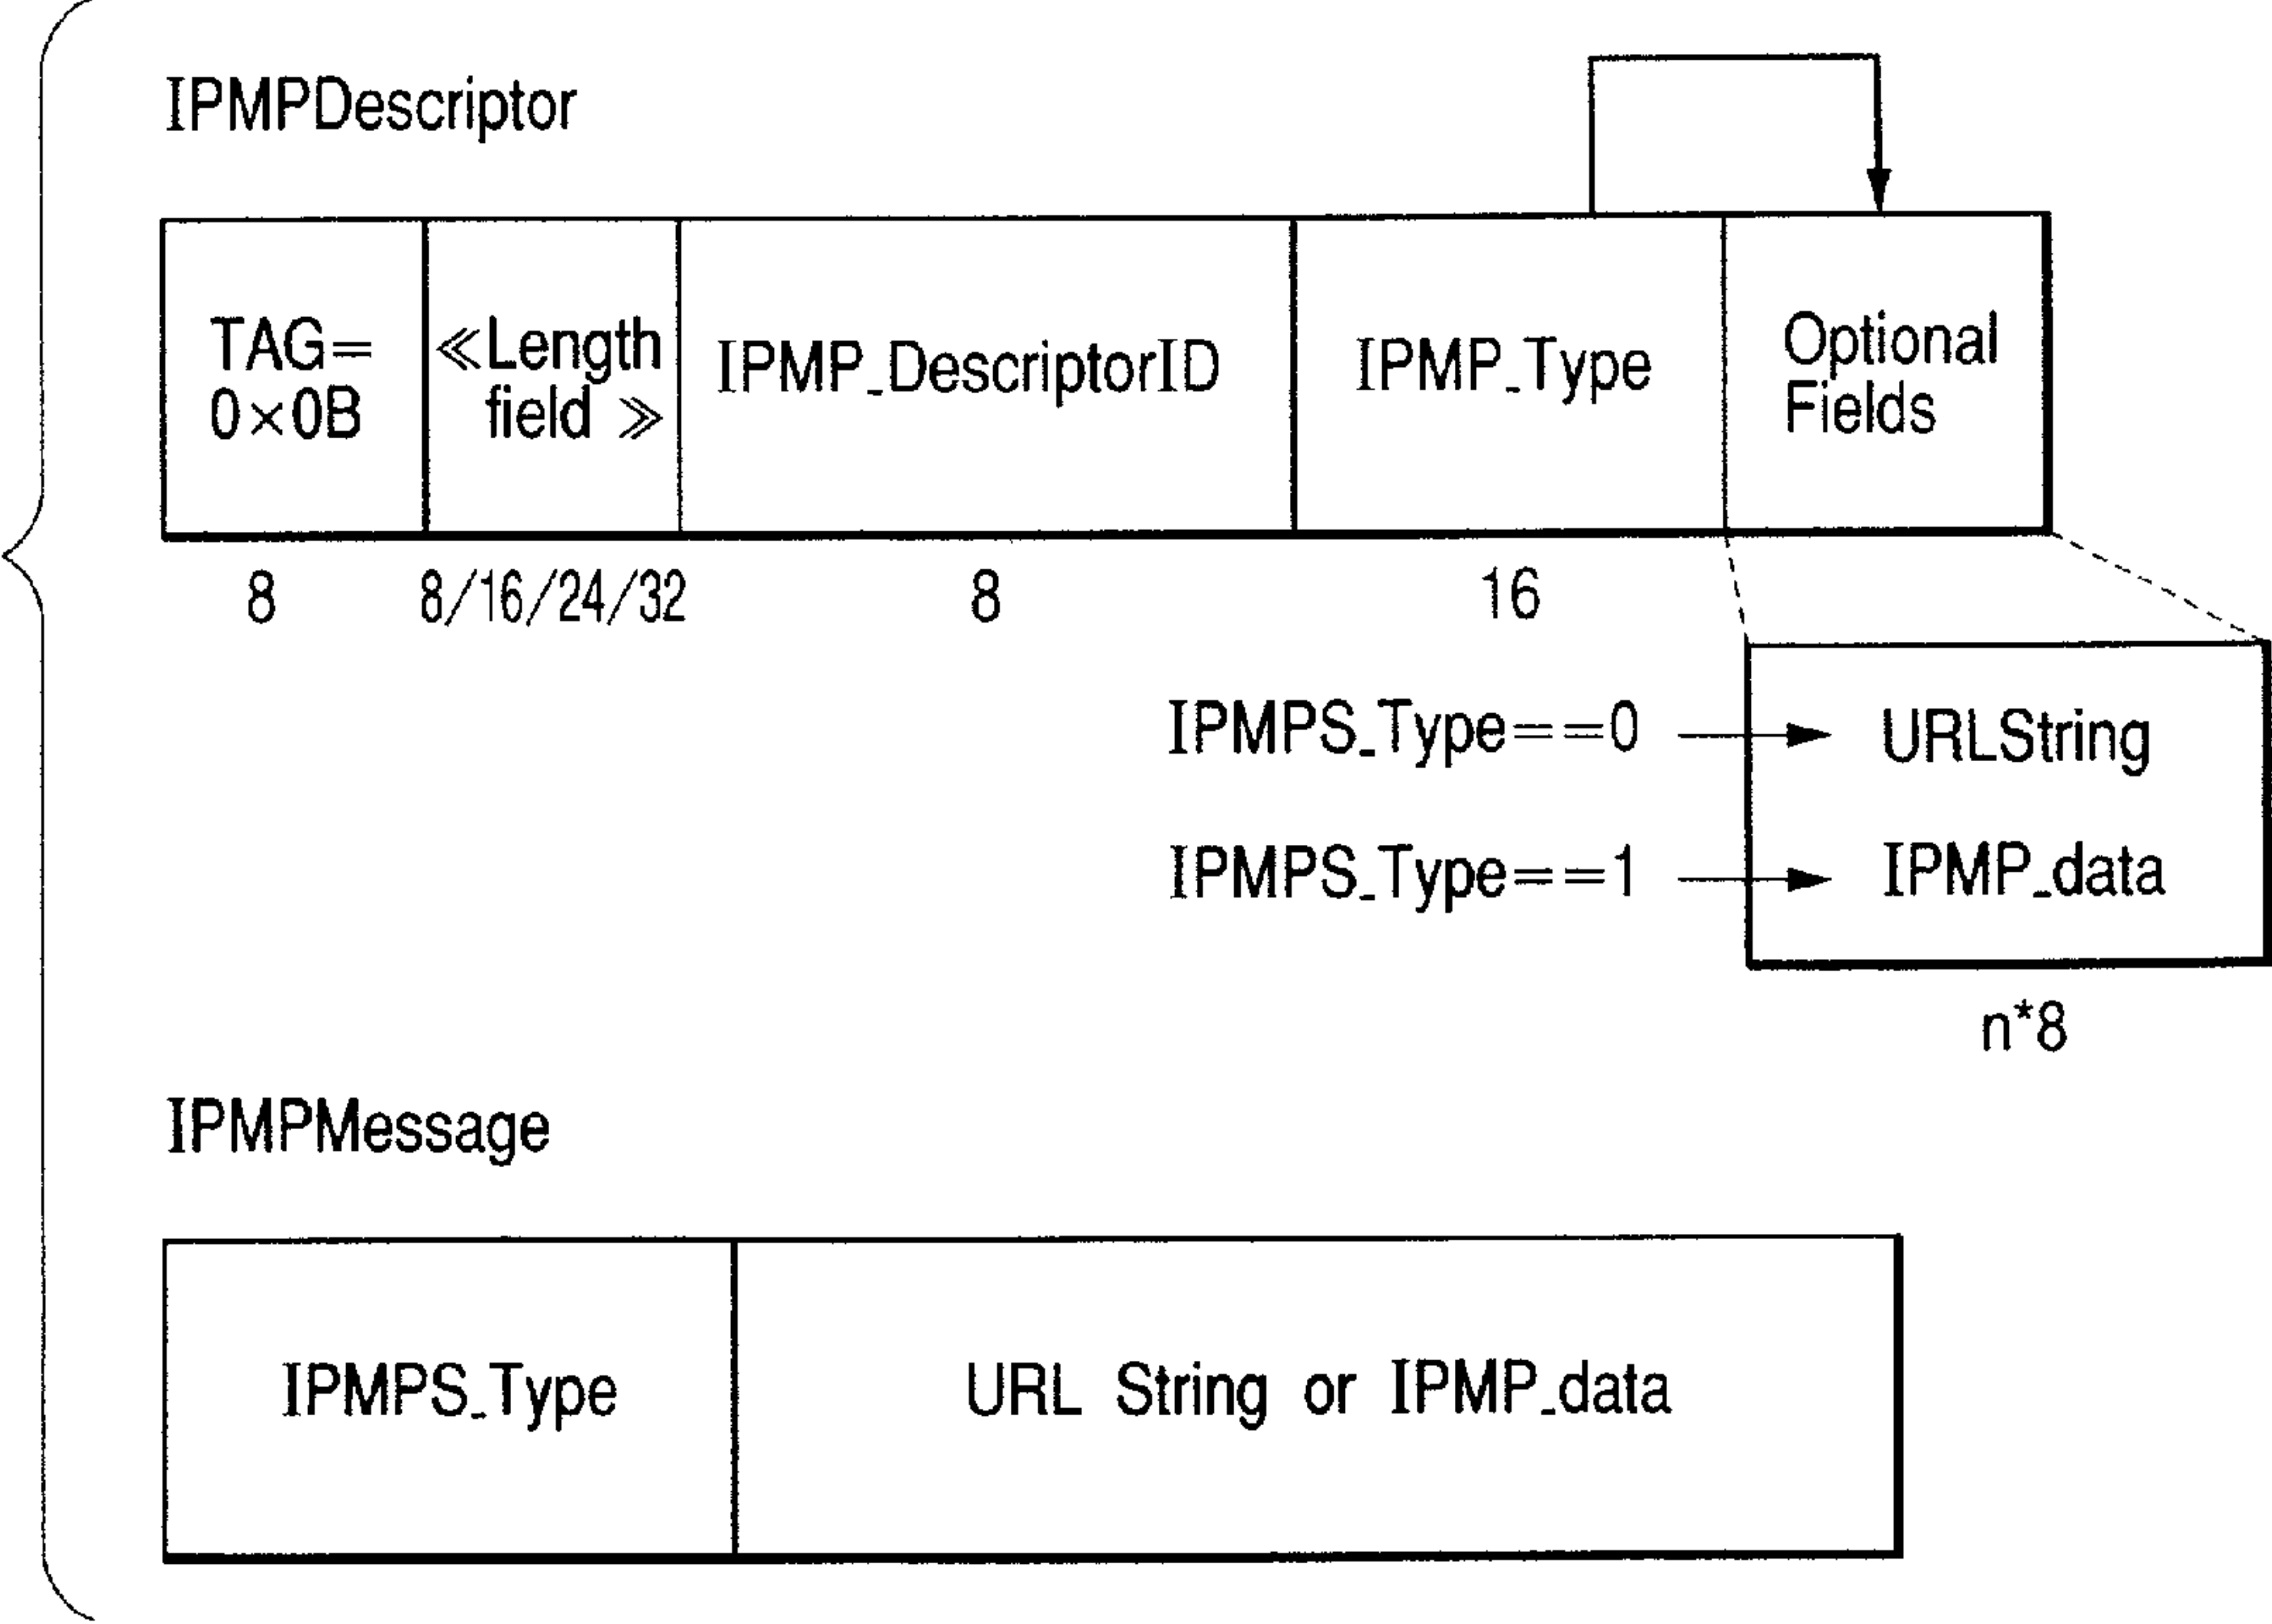 IPMPDescriptor
TAG=
0×0B
≪Length
field ≫
IPMP_DescriptorID
IPMP_Type
Optional
Fields
8
8/16/24/32
8
16
IPMPS_Type==0
URLString
IPMPS_Type==1
IPMP_data
n*8
IPMPMessage
IPMPS_Type
URL String or IPMP_data